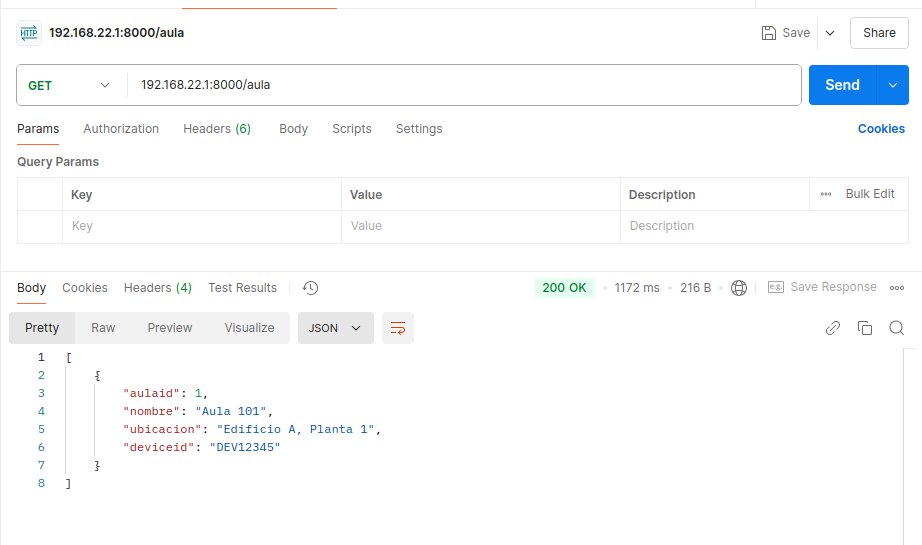 HTTP 192.168.22.1:8000/aula Save Share
GET 192.168.22.1:8000/aula Send
Params Authorization Headers (6) Body Scripts Settings Cookies
Query Params
Key Value Description Bulk Edit
Key Value Description
Body Cookies Headers (4) Test Results 200 OK 1172 ms 216 B e.g. Save Response
Pretty Raw Preview Visualize JSON
1 [
2 {
3 "aulaid": 1,
4 "nombre": "Aula 101",
5 "ubicacion": "Edificio A, Planta 1",
6 "deviceid": "DEV12345"
7 }
8 ]